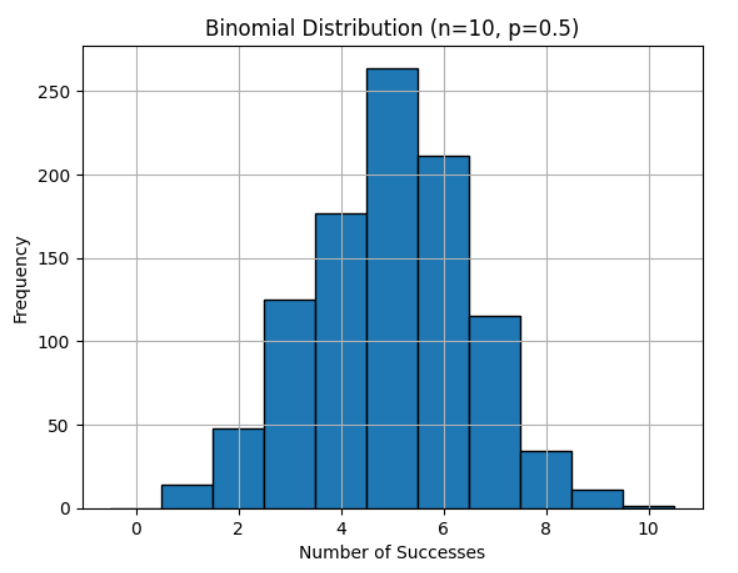 Binomial Distribution (n=10, p=0.5)
250
200
150
100
50
0
Frequency
0 2 4 6 8 10
Number of Successes